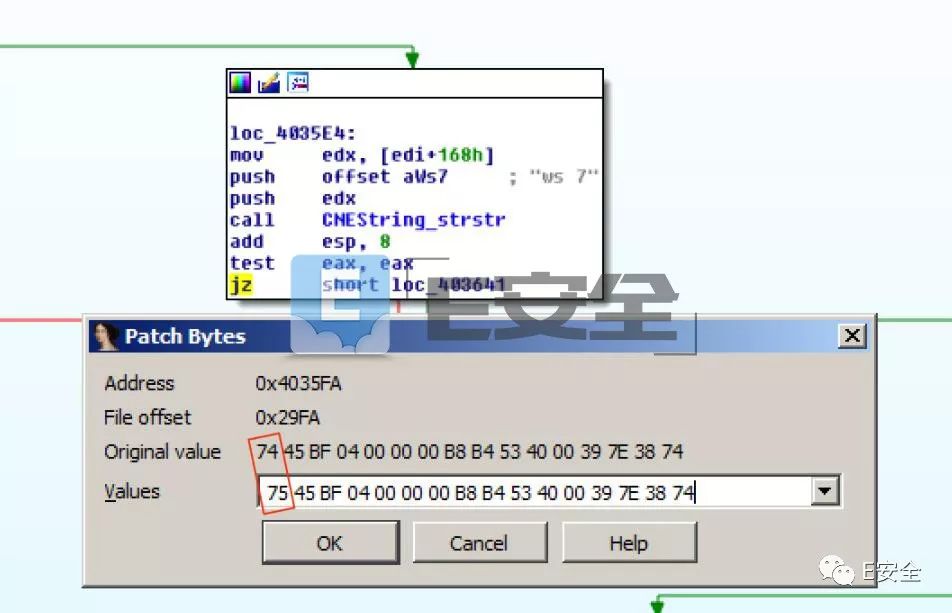 loc_4035E4:
mov edx, [edi+168h]
push offset aWs7 ; "ws 7"
push edx
call CNEString_strstr
add esp, 8
test eax, eax
jz short loc_403641
E安全
Patch Bytes
Address 0x4035FA
File offset 0x29FA
Original value 74 45 BF 04 00 00 00 B8 B4 53 40 00 39 7E 38 74
Values 75 45 BF 04 00 00 00 B8 B4 53 40 00 39 7E 38 74
OK Cancel Help
E安全